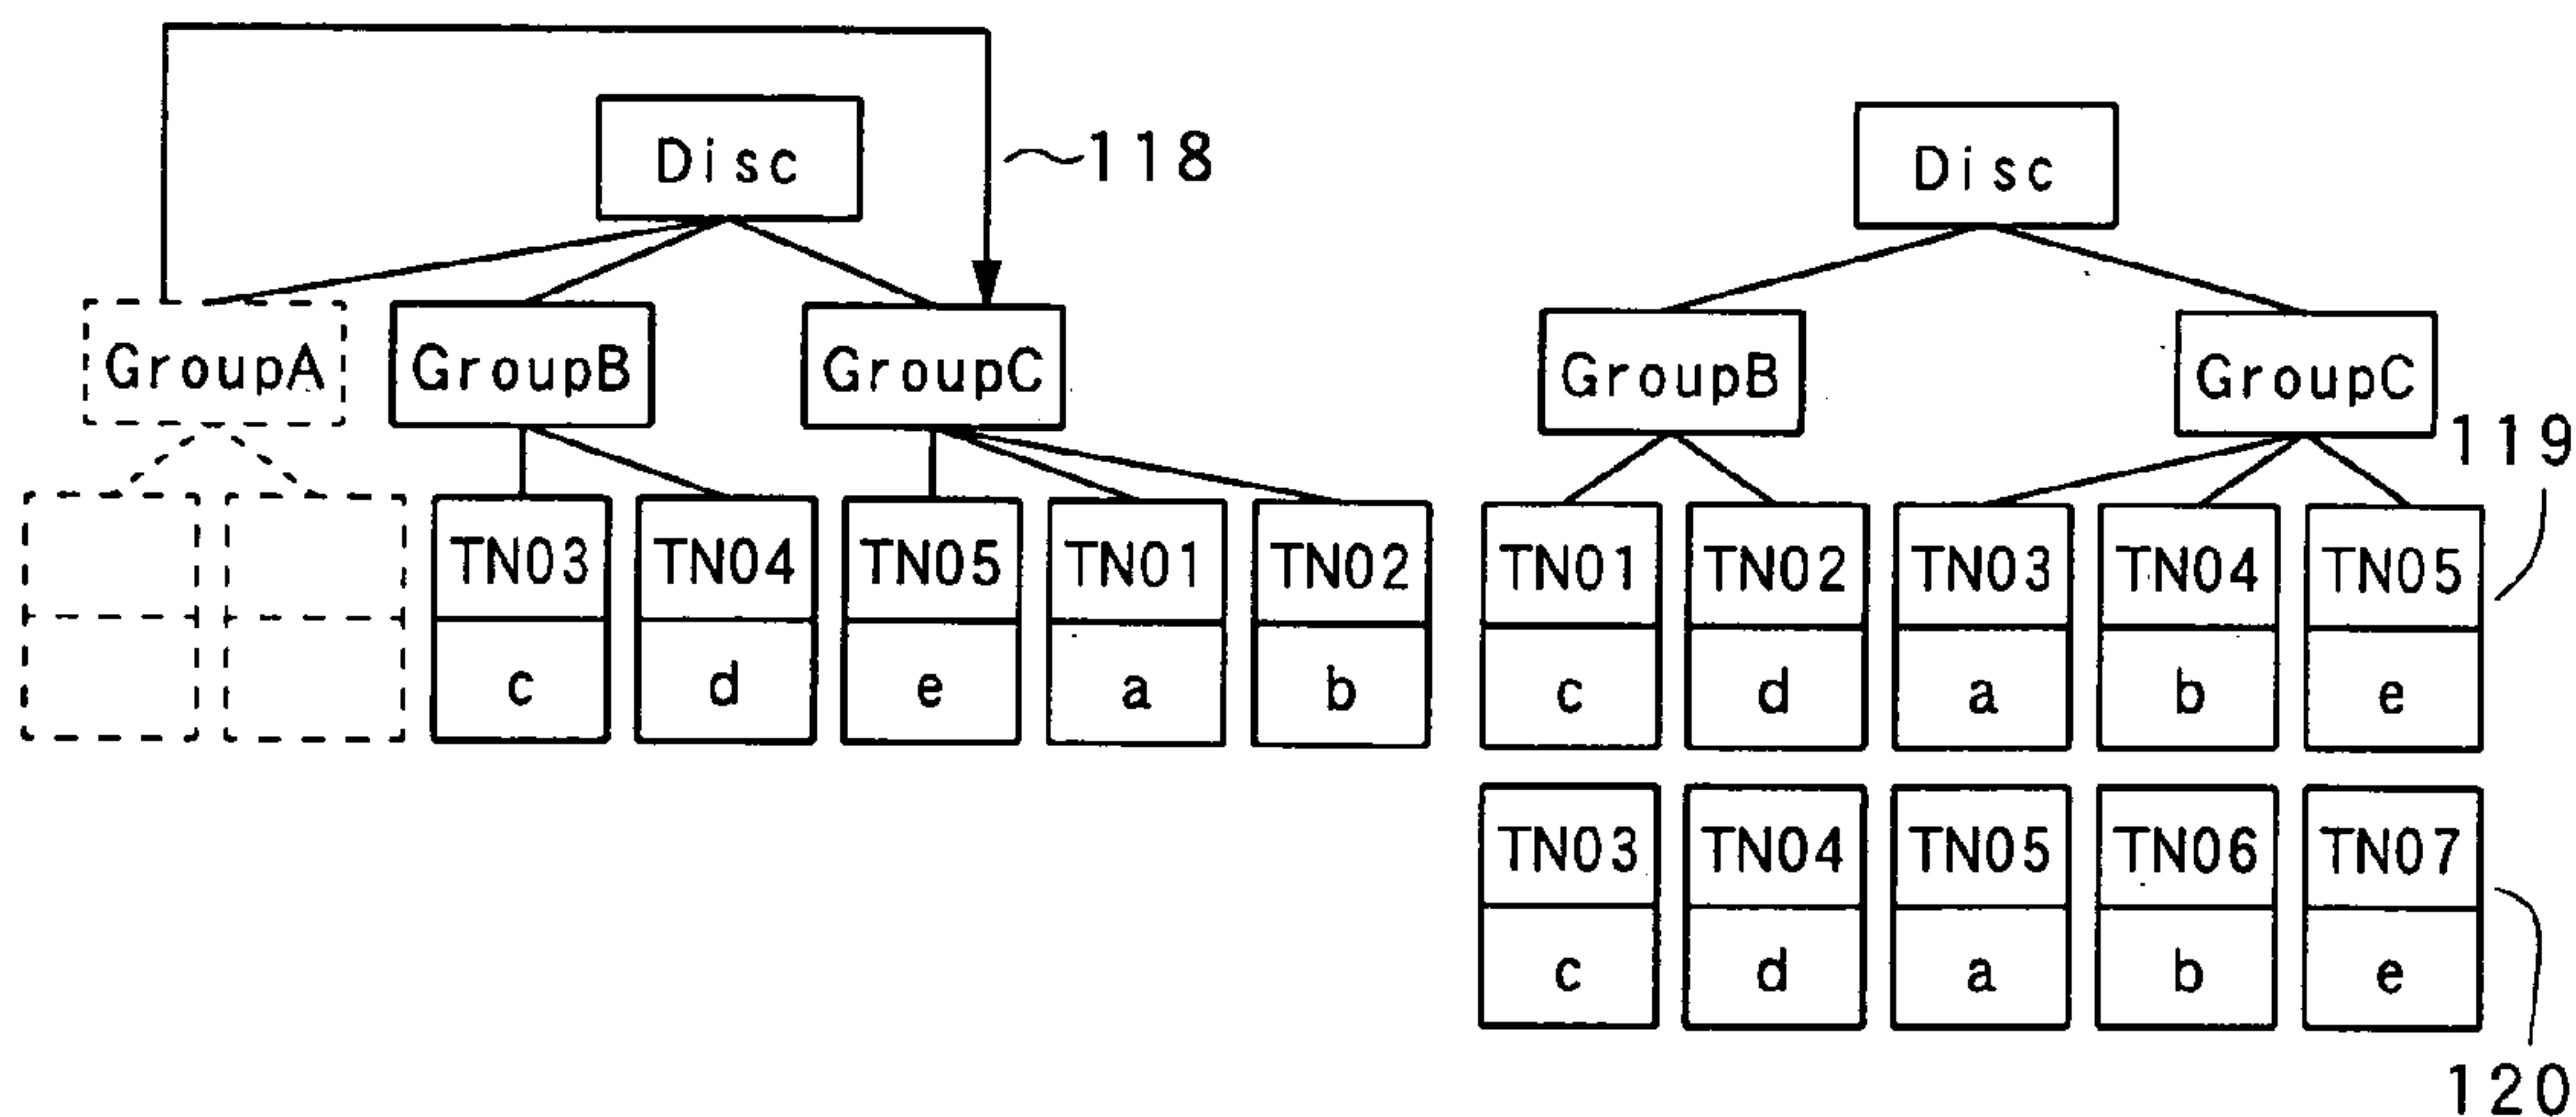 Disc
118
GroupA GroupB GroupC
TN03 TN04 TN05 TN01 TN02
c d e a b
Disc
GroupB GroupC
119
TN01 TN02 TN03 TN04 TN05
c d a b e
TN03 TN04 TN05 TN06 TN07
c d a b e
120